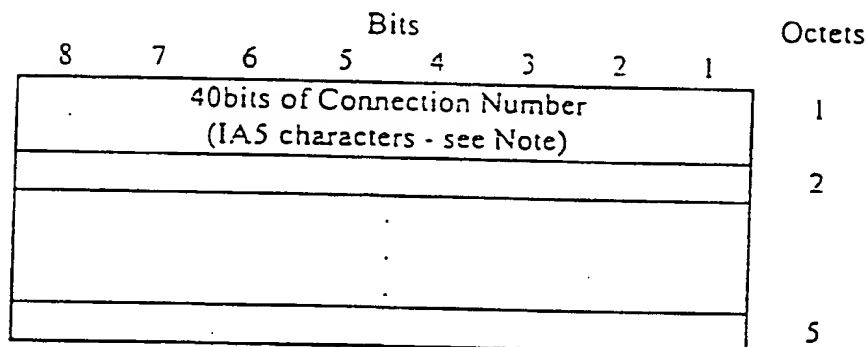 Bits
Octets
8 7 6 5 4 3 2 1
40bits of Connection Number
(IA5 characters - see Note)
1
2
.
.
.
5